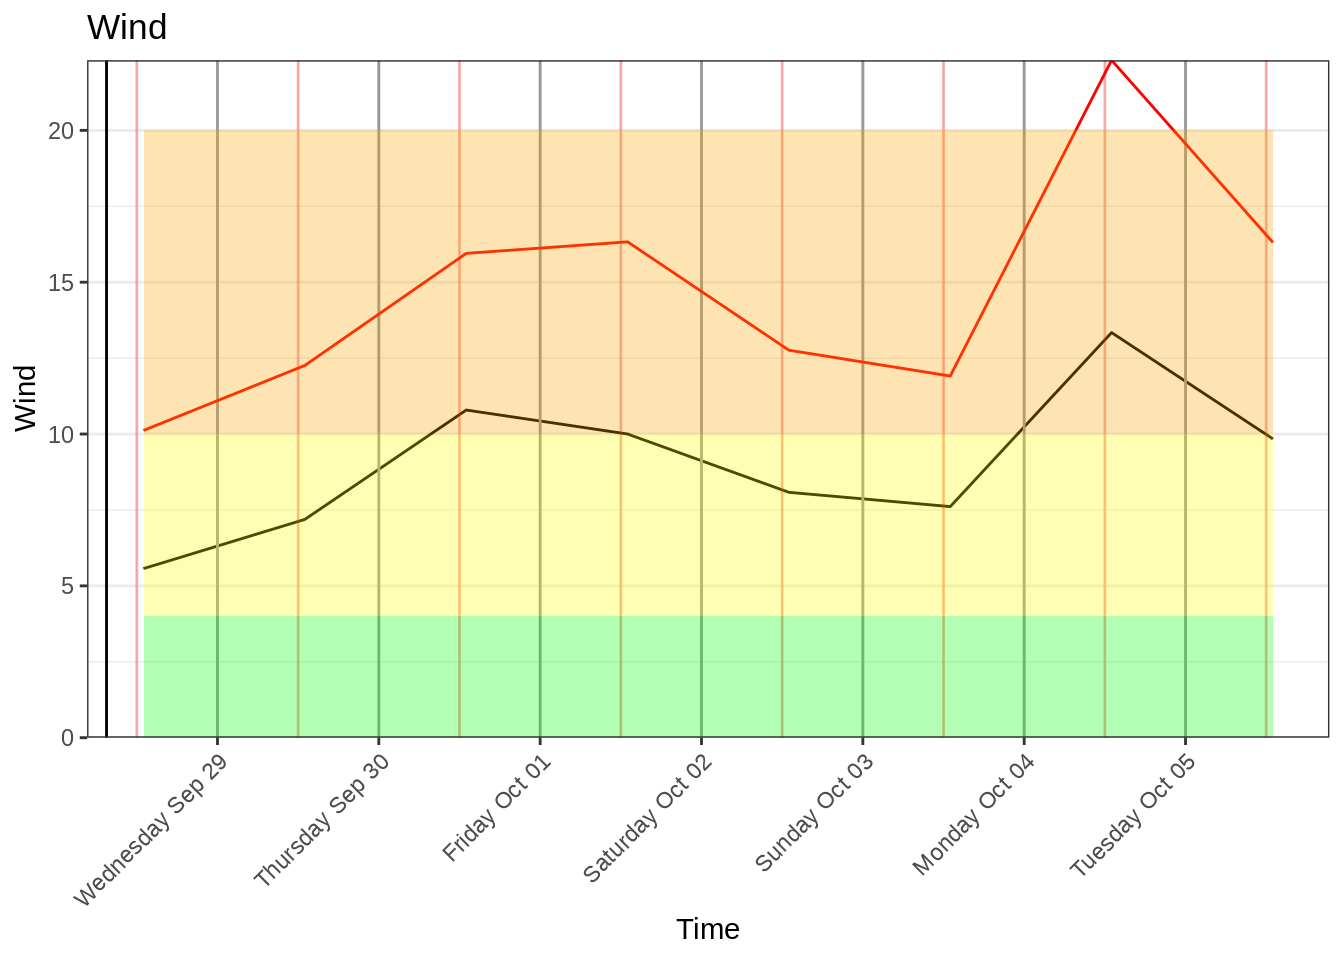 Wind
Wind
20
15
10
5
0
Wednesday Sep 29
Thursday Sep 30
Friday Oct 01
Saturday Oct 02
Sunday Oct 03
Monday Oct 04
Tuesday Oct 05
Time